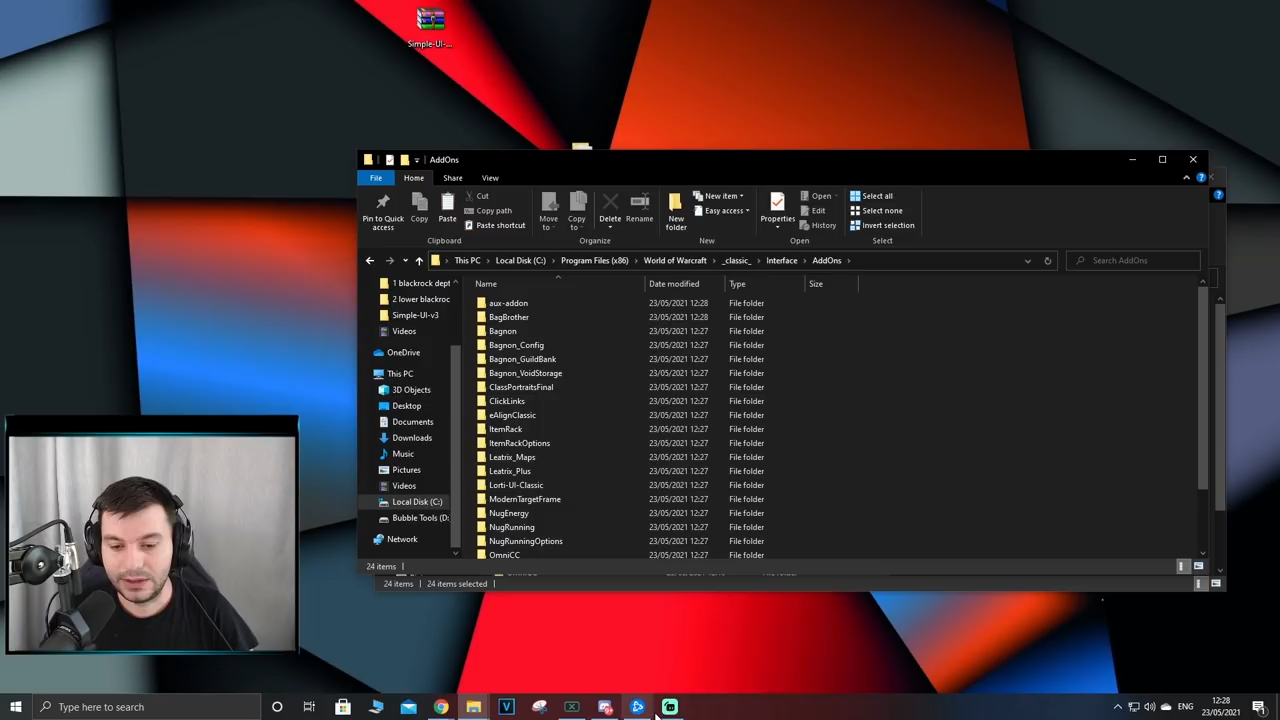 Simple-UI-...
AddOns
File
Home
Share
View
Pin to Quick access
Copy
Paste
Cut
Copy path
Paste shortcut
Clipboard
Move to
Copy to
Delete
Rename
Organize
New folder
New item
Easy access
New
Properties
Open
Edit
History
Open
Select all
Select none
Invert selection
Select
This PC > Local Disk (C:) > Program Files (x86) > World of Warcraft > _classic_ > Interface > AddOns >
Search AddOns
1 blackrock dept
2 lower blackroc
Simple-UI-v3
Videos
OneDrive
This PC
3D Objects
Desktop
Documents
Downloads
Music
Pictures
Videos
Local Disk (C:)
Bubble Tools (D:
Network
Name Date modified Type Size
aux-addon 23/05/2021 12:28 File folder
BagBrother 23/05/2021 12:28 File folder
Bagnon 23/05/2021 12:27 File folder
Bagnon_Config 23/05/2021 12:27 File folder
Bagnon_GuildBank 23/05/2021 12:27 File folder
Bagnon_VoidStorage 23/05/2021 12:27 File folder
ClassPortraitsFinal 23/05/2021 12:27 File folder
ClickLinks 23/05/2021 12:27 File folder
eAlignClassic 23/05/2021 12:27 File folder
ItemRack 23/05/2021 12:27 File folder
ItemRackOptions 23/05/2021 12:27 File folder
Leatrix_Maps 23/05/2021 12:27 File folder
Leatrix_Plus 23/05/2021 12:27 File folder
Lorti-UI-Classic 23/05/2021 12:27 File folder
ModernTargetFrame 23/05/2021 12:27 File folder
NugEnergy 23/05/2021 12:27 File folder
NugRunning 23/05/2021 12:27 File folder
NugRunningOptions 23/05/2021 12:27 File folder
OmniCC 23/05/2021 12:27 File folder
24 items
24 items 24 items selected
Type here to search
ENG
12:28
23/05/2021